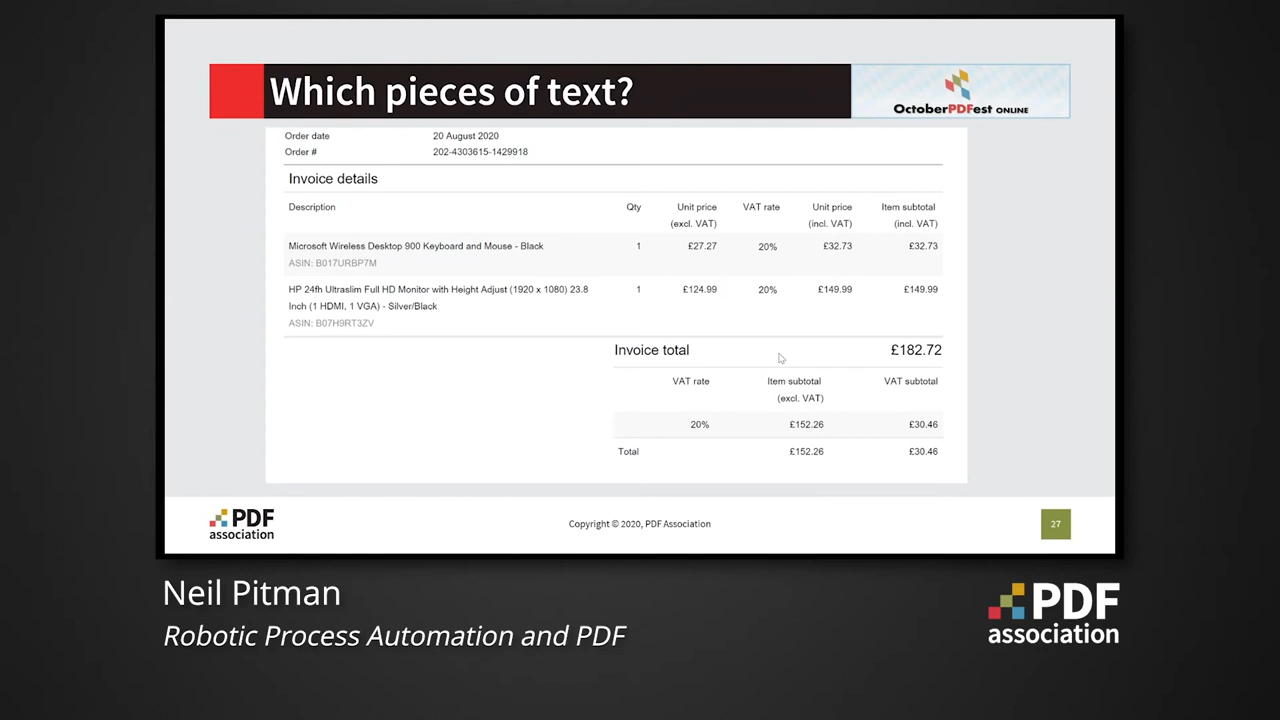 Which pieces of text?
OctoberPDFest ONLINE
Order date 20 August 2020
Order # 202-4303615-1429918
Invoice details
Description Qty Unit price (excl. VAT) VAT rate Unit price (incl. VAT) Item subtotal (incl. VAT)
Microsoft Wireless Desktop 900 Keyboard and Mouse - Black 1 £27.27 20% £32.73 £32.73
ASIN: B017URBP7M
HP 24fh Ultraslim Full HD Monitor with Height Adjust (1920 x 1080) 23.8 1 £124.99 20% £149.99 £149.99
Inch (1 HDMI, 1 VGA) - Silver/Black
ASIN: B07H9RT3ZV
Invoice total £182.72
VAT rate Item subtotal (excl. VAT) VAT subtotal
20% £152.26 £30.46
Total £152.26 £30.46
PDF association
Copyright © 2020, PDF Association
27
Neil Pitman
Robotic Process Automation and PDF
PDF association